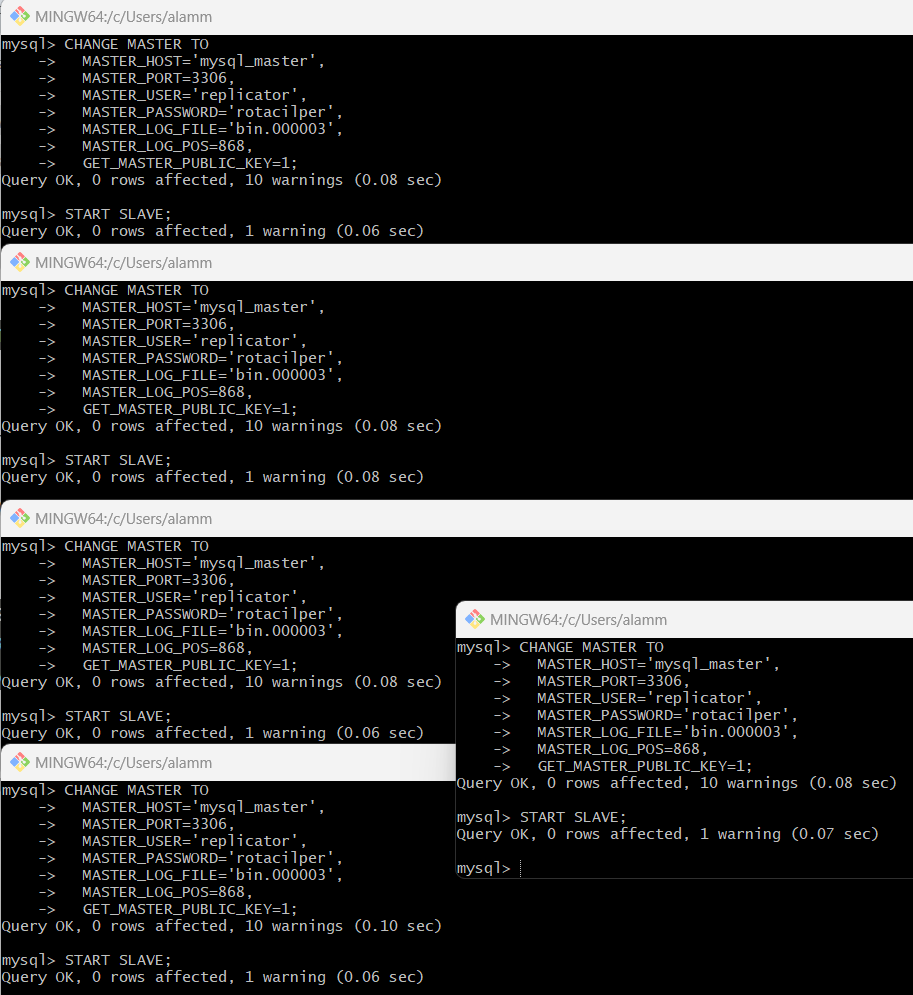 MINGW64:/c/Users/alamm
mysql> CHANGE MASTER TO
    ->   MASTER_HOST='mysql_master',
    ->   MASTER_PORT=3306,
    ->   MASTER_USER='replicator',
    ->   MASTER_PASSWORD='rotacilper',
    ->   MASTER_LOG_FILE='bin.000003',
    ->   MASTER_LOG_POS=868,
    ->   GET_MASTER_PUBLIC_KEY=1;
Query OK, 0 rows affected, 10 warnings (0.08 sec)
mysql> START SLAVE;
Query OK, 0 rows affected, 1 warning (0.06 sec)
MINGW64:/c/Users/alamm
mysql> CHANGE MASTER TO
    ->   MASTER_HOST='mysql_master',
    ->   MASTER_PORT=3306,
    ->   MASTER_USER='replicator',
    ->   MASTER_PASSWORD='rotacilper',
    ->   MASTER_LOG_FILE='bin.000003',
    ->   MASTER_LOG_POS=868,
    ->   GET_MASTER_PUBLIC_KEY=1;
Query OK, 0 rows affected, 10 warnings (0.08 sec)
mysql> START SLAVE;
Query OK, 0 rows affected, 1 warning (0.08 sec)
MINGW64:/c/Users/alamm
mysql> CHANGE MASTER TO
    ->   MASTER_HOST='mysql_master',
    ->   MASTER_PORT=3306,
    ->   MASTER_USER='replicator',
    ->   MASTER_PASSWORD='rotacilper',
    ->   MASTER_LOG_FILE='bin.000003',
    ->   MASTER_LOG_POS=868,
    ->   GET_MASTER_PUBLIC_KEY=1;
Query OK, 0 rows affected, 10 warnings (0.08 sec)
mysql> START SLAVE;
Query OK, 0 rows affected, 1 warning (0.06 sec)
MINGW64:/c/Users/alamm
mysql> CHANGE MASTER TO
    ->   MASTER_HOST='mysql_master',
    ->   MASTER_PORT=3306,
    ->   MASTER_USER='replicator',
    ->   MASTER_PASSWORD='rotacilper',
    ->   MASTER_LOG_FILE='bin.000003',
    ->   MASTER_LOG_POS=868,
    ->   GET_MASTER_PUBLIC_KEY=1;
Query OK, 0 rows affected, 10 warnings (0.10 sec)
mysql> START SLAVE;
Query OK, 0 rows affected, 1 warning (0.06 sec)
MINGW64:/c/Users/alamm
mysql> CHANGE MASTER TO
    ->   MASTER_HOST='mysql_master',
    ->   MASTER_PORT=3306,
    ->   MASTER_USER='replicator',
    ->   MASTER_PASSWORD='rotacilper',
    ->   MASTER_LOG_FILE='bin.000003',
    ->   MASTER_LOG_POS=868,
    ->   GET_MASTER_PUBLIC_KEY=1;
Query OK, 0 rows affected, 10 warnings (0.08 sec)
mysql> START SLAVE;
Query OK, 0 rows affected, 1 warning (0.07 sec)
mysql>